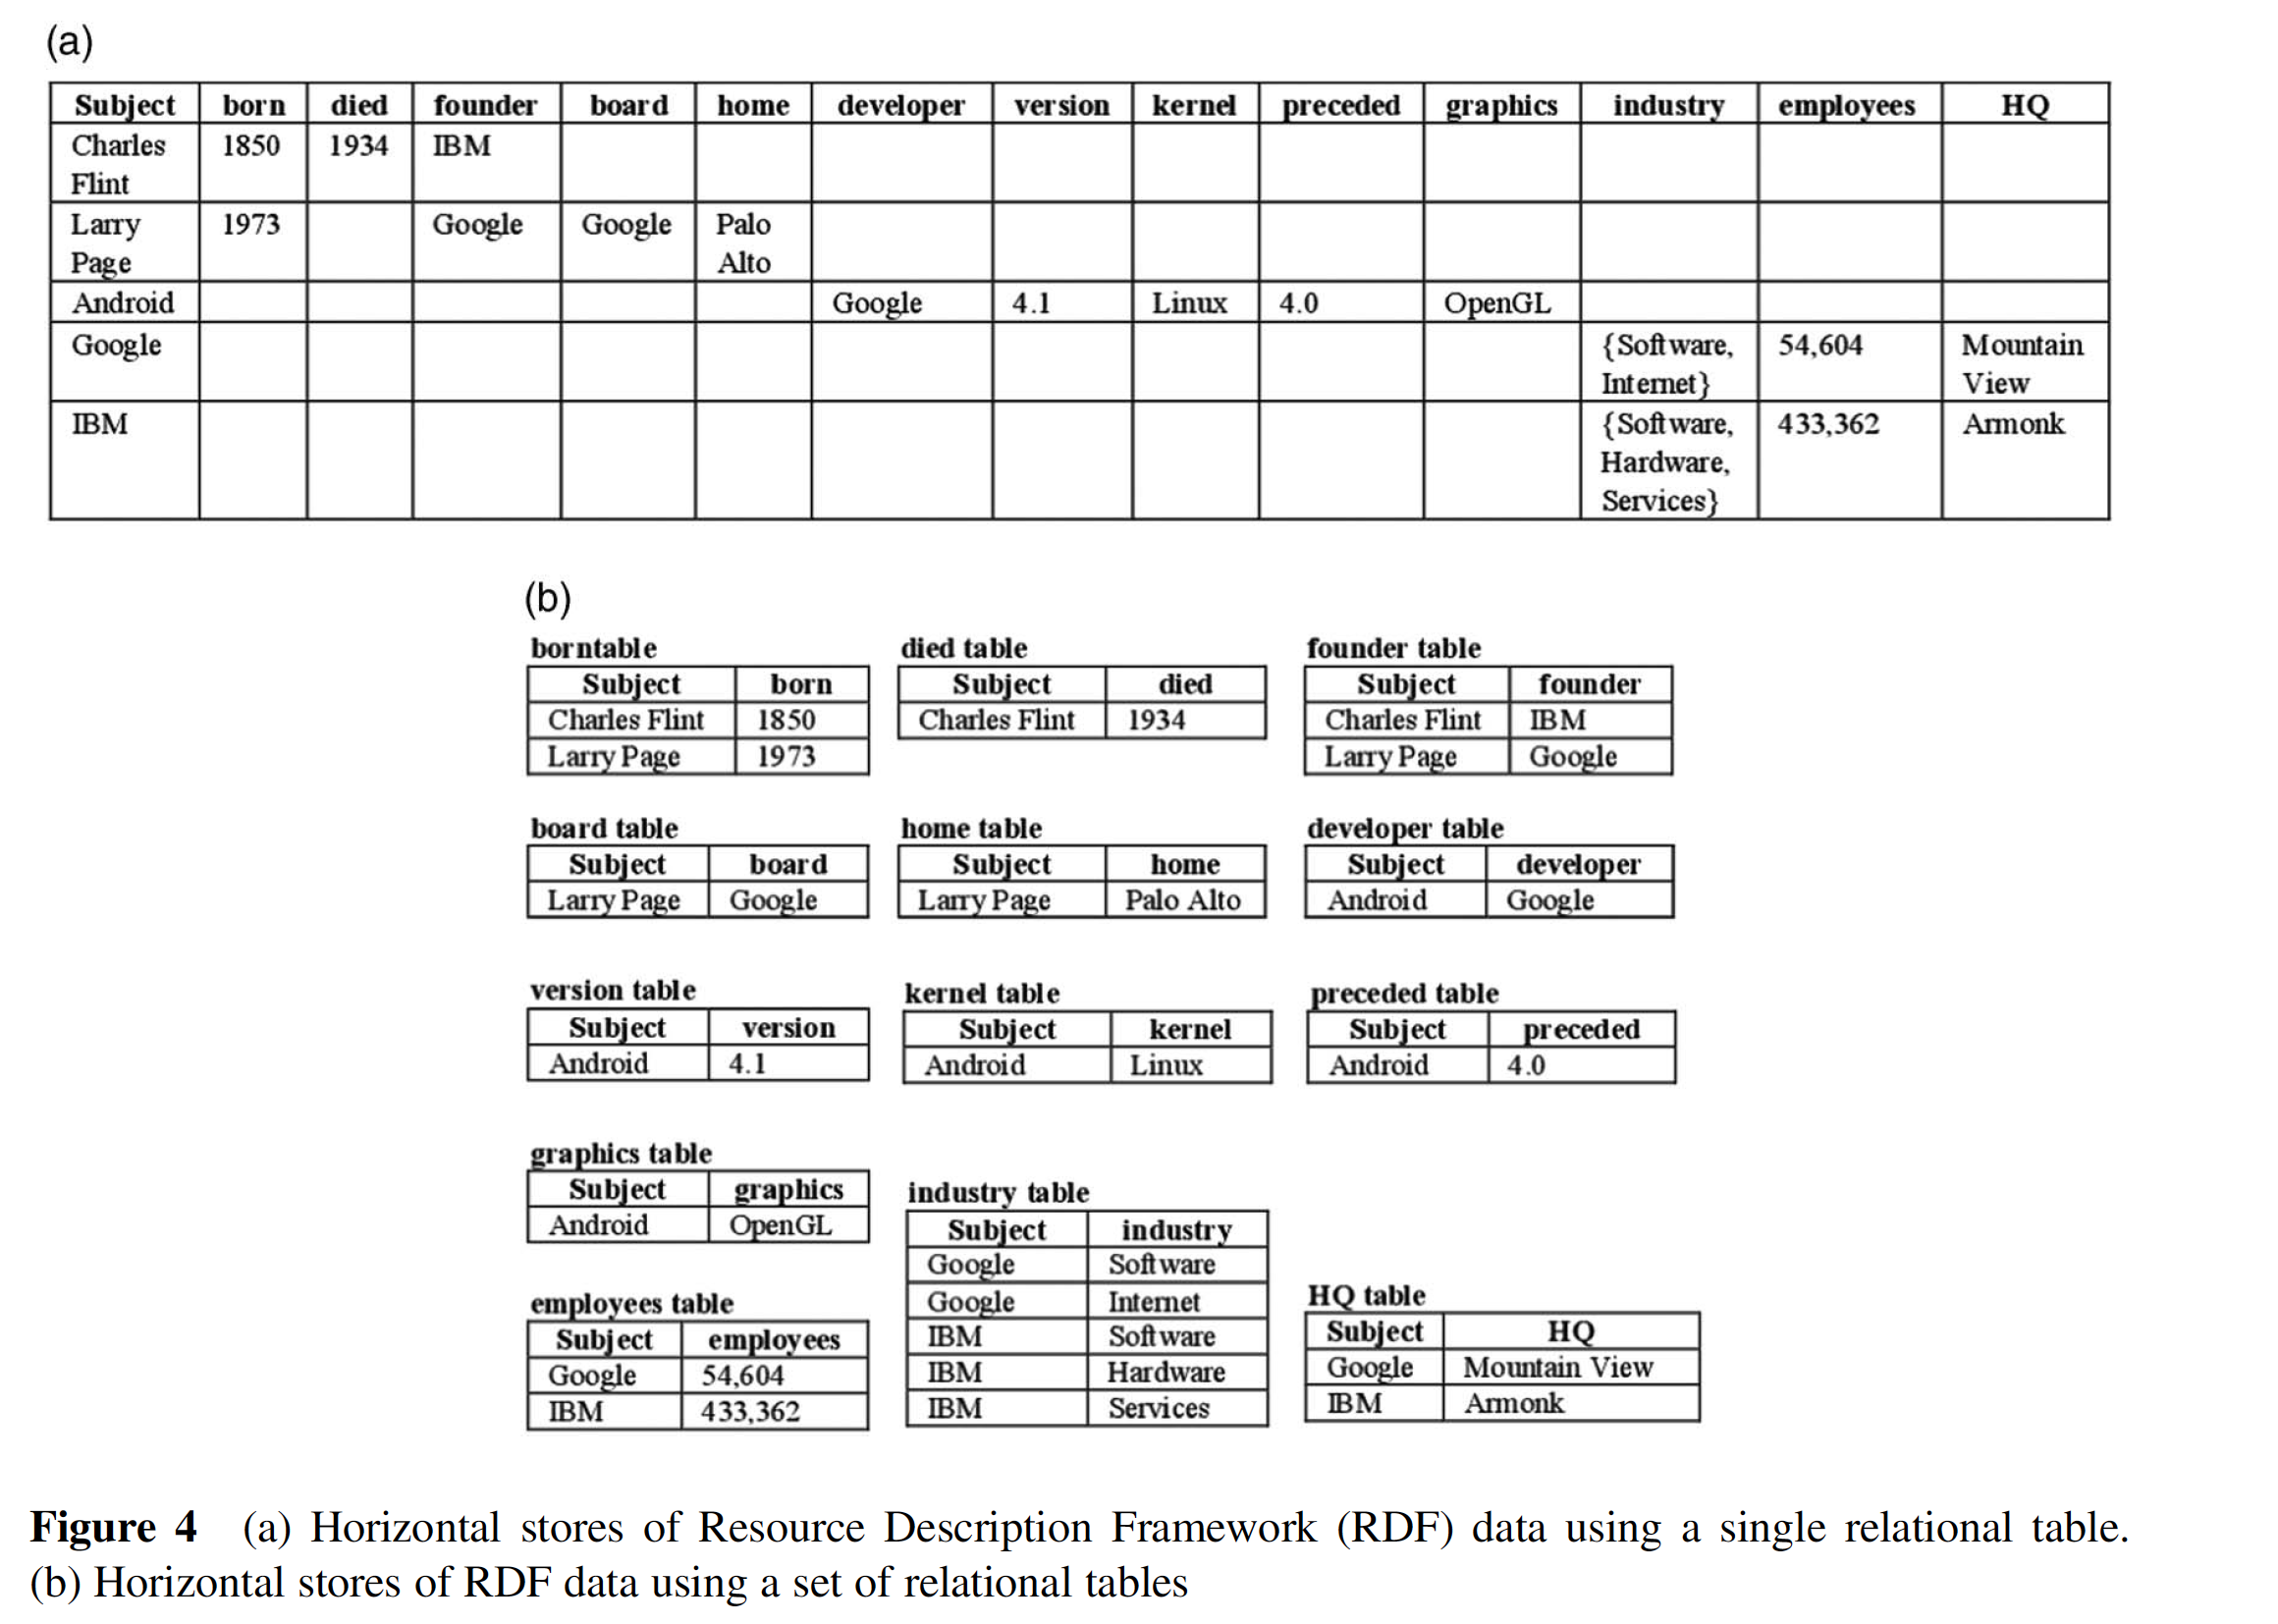 (a)
Subject born died founder board home developer version kernel preceded graphics industry employees HQ
Charles 1850 1934 IBM
Flint
Larry 1973 Google Google Palo
Page Alto
Android Google 4.1 Linux 4.0 OpenGL
Google {Software, 54,604 Mountain
Internet} View
IBM {Software, 433,362 Armonk
Hardware,
Services}
(b)
borntable
Subject born
Charles Flint 1850
Larry Page 1973
died table
Subject died
Charles Flint 1934
founder table
Subject founder
Charles Flint IBM
Larry Page Google
board table
Subject board
Larry Page Google
home table
Subject home
Larry Page Palo Alto
developer table
Subject developer
Android Google
version table
Subject version
Android 4.1
kernel table
Subject kernel
Android Linux
preceded table
Subject preceded
Android 4.0
graphics table
Subject graphics
Android OpenGL
industry table
Subject industry
Google Software
Google Internet
IBM Software
IBM Hardware
IBM Services
employees table
Subject employees
Google 54,604
IBM 433,362
HQ table
Subject HQ
Google Mountain View
IBM Armonk
Figure 4 (a) Horizontal stores of Resource Description Framework (RDF) data using a single relational table.
(b) Horizontal stores of RDF data using a set of relational tables